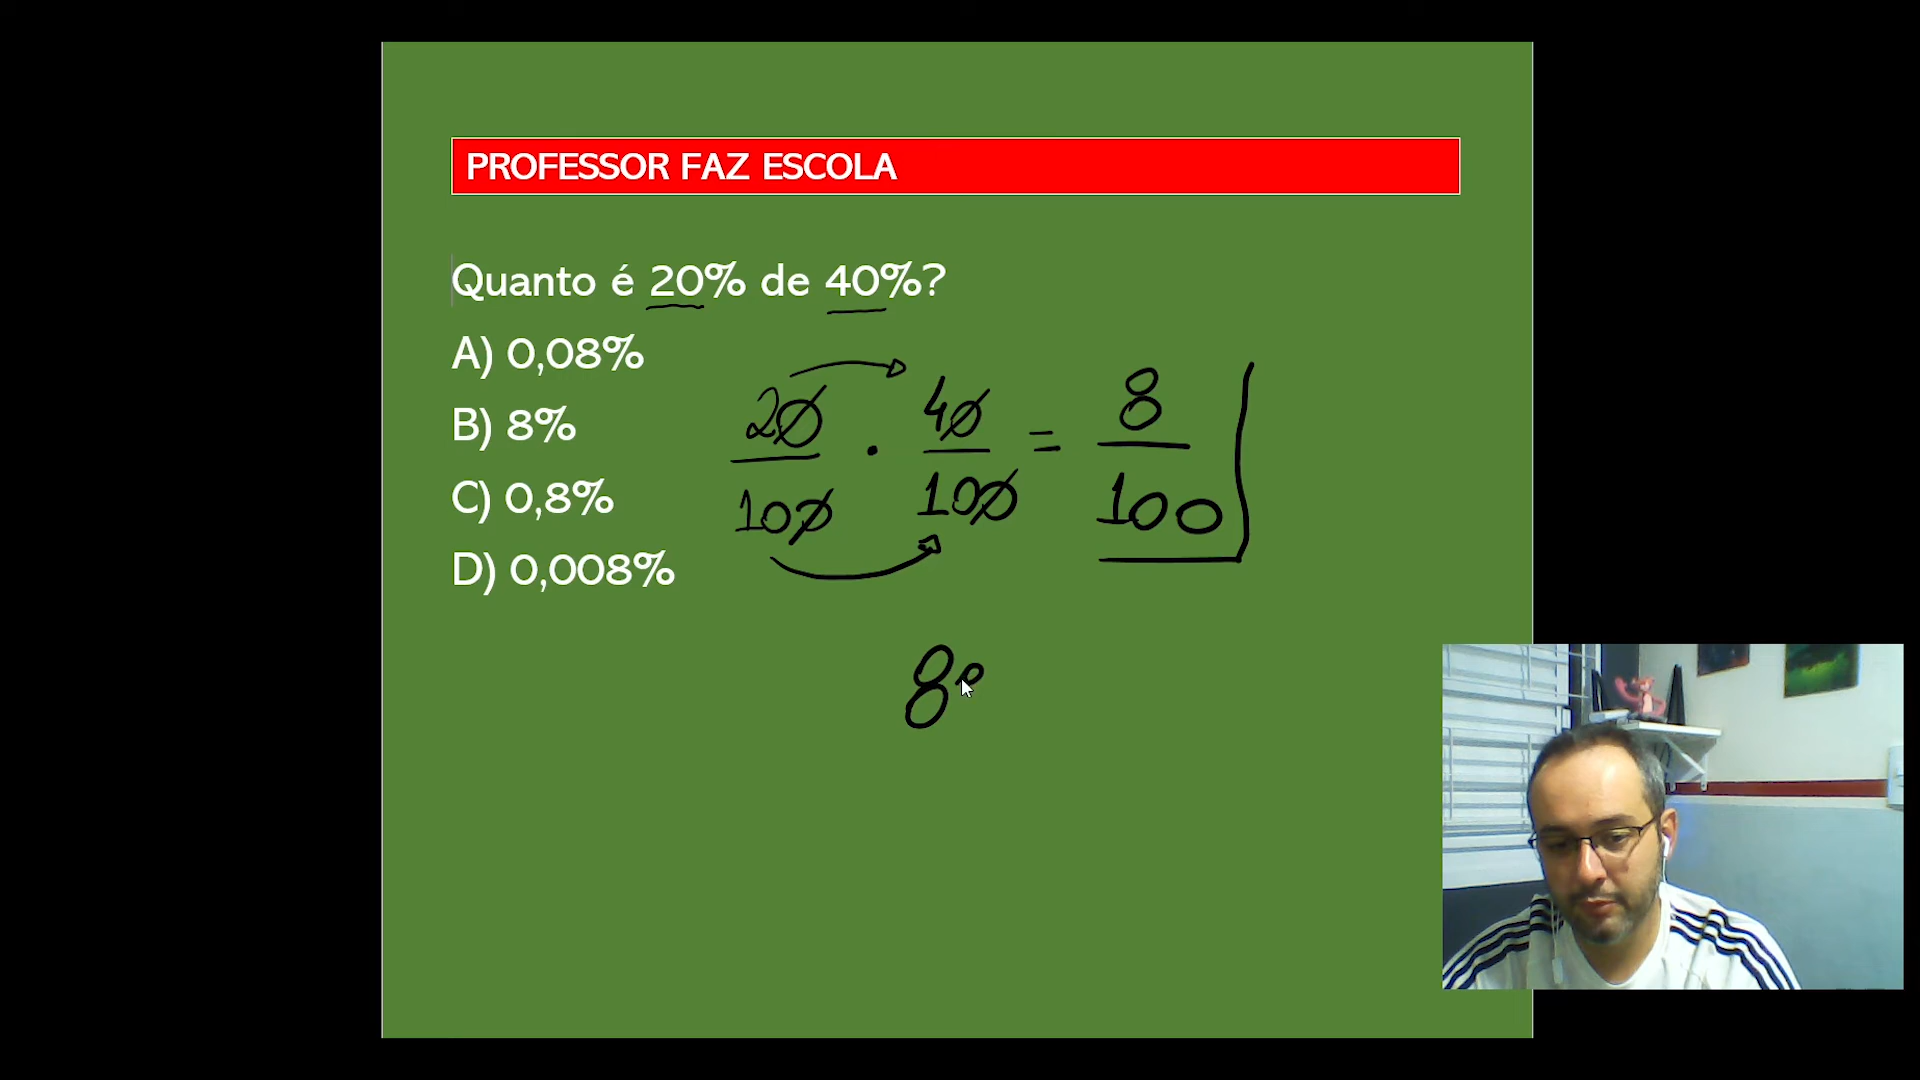 PROFESSOR FAZ ESCOLA
Quanto é 20% de 40%?
A) 0,08%
B) 8%
C) 0,8%
D) 0,008%
20/100 · 40/100 = 8/100
8º